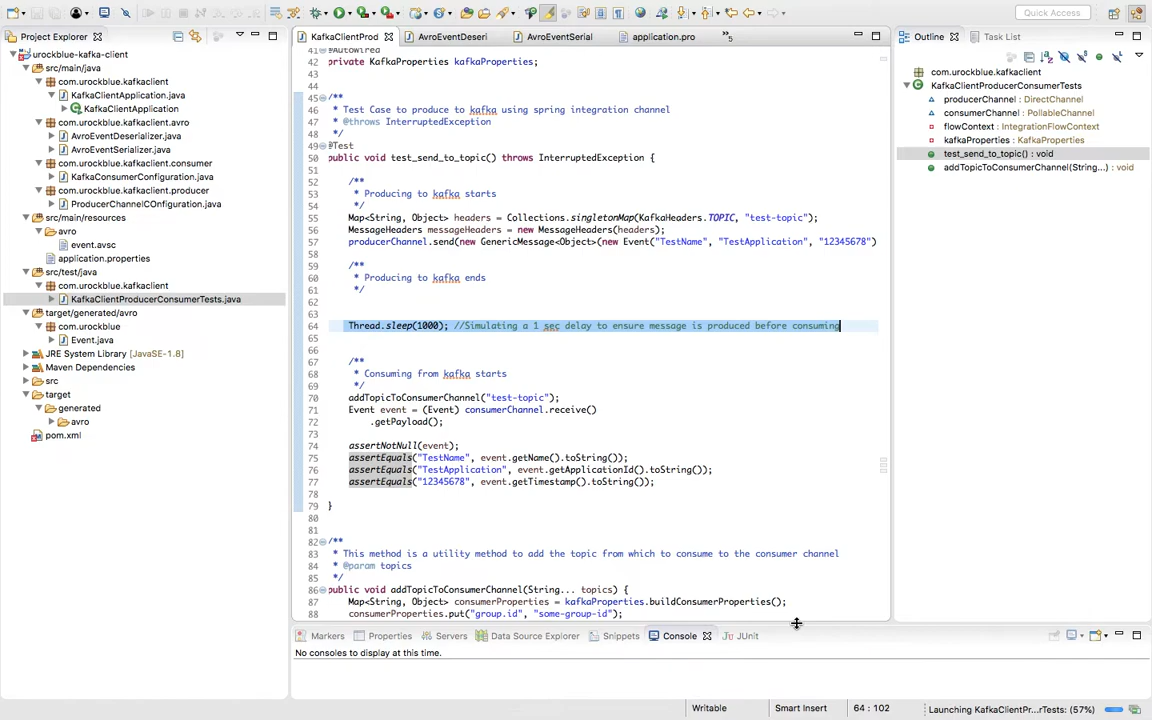 Quick Access
Project Explorer
urockblue-kafka-client
src/main/java
com.urockblue.kafkaclient
KafkaClientApplication.java
KafkaClientApplication
com.urockblue.kafkaclient.avro
AvroEventDeserializer.java
AvroEventSerializer.java
com.urockblue.kafkaclient.consumer
KafkaConsumerConfiguration.java
com.urockblue.kafkaclient.producer
ProducerChannelCOnfiguration.java
src/main/resources
avro
event.avsc
application.properties
src/test/java
com.urockblue.kafkaclient
KafkaClientProducerConsumerTests.java
target/generated/avro
com.urockblue
Event.java
JRE System Library [JavaSE-1.8]
Maven Dependencies
src
target
generated
avro
pom.xml
KafkaClientProd
AvroEventDeseri
AvroEventSerial
application.pro
»5
41 @Autowired
42 private KafkaProperties kafkaProperties;
43
45 /**
46 * Test Case to produce to kafka using spring integration channel
47 * @throws InterruptedException
48 */
49 @Test
50 public void test_send_to_topic() throws InterruptedException {
51
52 /**
53 * Producing to kafka starts
54 */
55 Map<String, Object> headers = Collections.singletonMap(KafkaHeaders.TOPIC, "test-topic");
56 MessageHeaders messageHeaders = new MessageHeaders(headers);
57 producerChannel.send(new GenericMessage<Object>(new Event("TestName", "TestApplication", "12345678")
58
59 /**
60 * Producing to kafka ends
61 */
62
63
64 Thread.sleep(1000); //Simulating a 1 sec delay to ensure message is produced before consuming
65
66
67 /**
68 * Consuming from kafka starts
69 */
70 addTopicToConsumerChannel("test-topic");
71 Event event = (Event) consumerChannel.receive()
72 .getPayload();
73
74 assertNotNull(event);
75 assertEquals("TestName", event.getName().toString());
76 assertEquals("TestApplication", event.getApplicationId().toString());
77 assertEquals("12345678", event.getTimestamp().toString());
78
79 }
80
81
82 /**
83 * This method is a utility method to add the topic from which to consume to the consumer channel
84 * @param topics
85 */
86 public void addTopicToConsumerChannel(String... topics) {
87 Map<String, Object> consumerProperties = kafkaProperties.buildConsumerProperties();
88 consumerProperties.put("group.id", "some-group-id");
Outline
Task List
com.urockblue.kafkaclient
KafkaClientProducerConsumerTests
producerChannel : DirectChannel
consumerChannel : PollableChannel
flowContext : IntegrationFlowContext
kafkaProperties : KafkaProperties
test_send_to_topic() : void
addTopicToConsumerChannel(String...) : void
Markers
Properties
Servers
Data Source Explorer
Snippets
Console
JUnit
No consoles to display at this time.
Writable
Smart Insert
64 : 102
Launching KafkaClientPr...rTests: (57%)